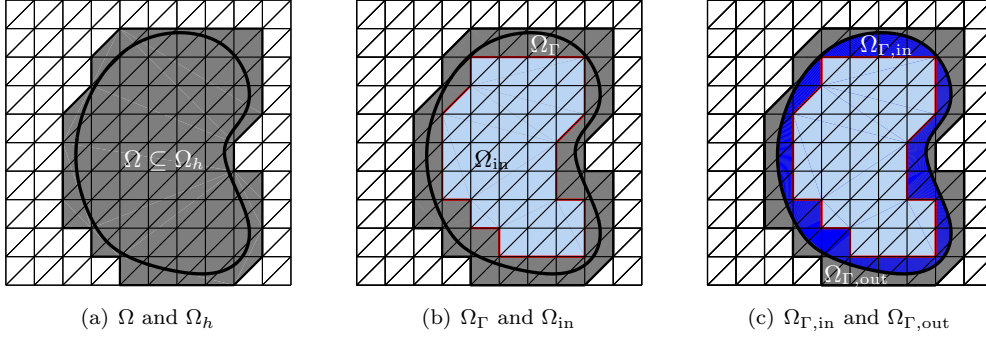 Ω ⊆ Ω_h
Ω_Γ
Ω_in
Ω_Γ,in
Ω_Γ,out
(a) Ω and Ω_h
(b) Ω_Γ and Ω_in
(c) Ω_Γ,in and Ω_Γ,out